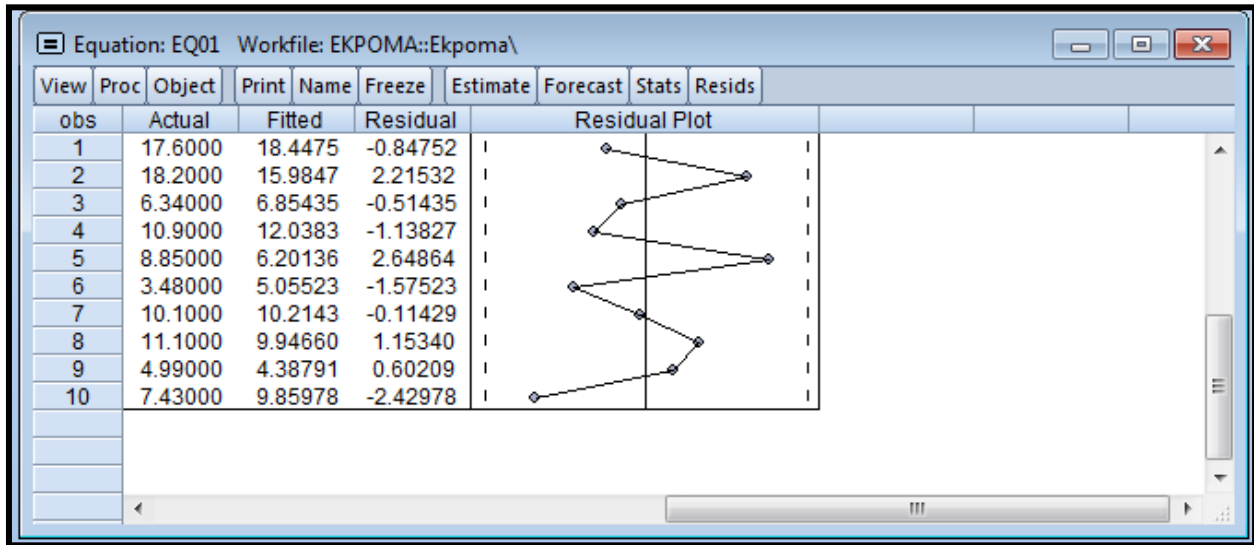 Equation: EQ01 Workfile: EKPOMA::Ekpoma\
View Proc Object Print Name Freeze Estimate Forecast Stats Resids
obs Actual Fitted Residual Residual Plot
1 17.6000 18.4475 -0.84752
2 18.2000 15.9847 2.21532
3 6.34000 6.85435 -0.51435
4 10.9000 12.0383 -1.13827
5 8.85000 6.20136 2.64864
6 3.48000 5.05523 -1.57523
7 10.1000 10.2143 -0.11429
8 11.1000 9.94660 1.15340
9 4.99000 4.38791 0.60209
10 7.43000 9.85978 -2.42978